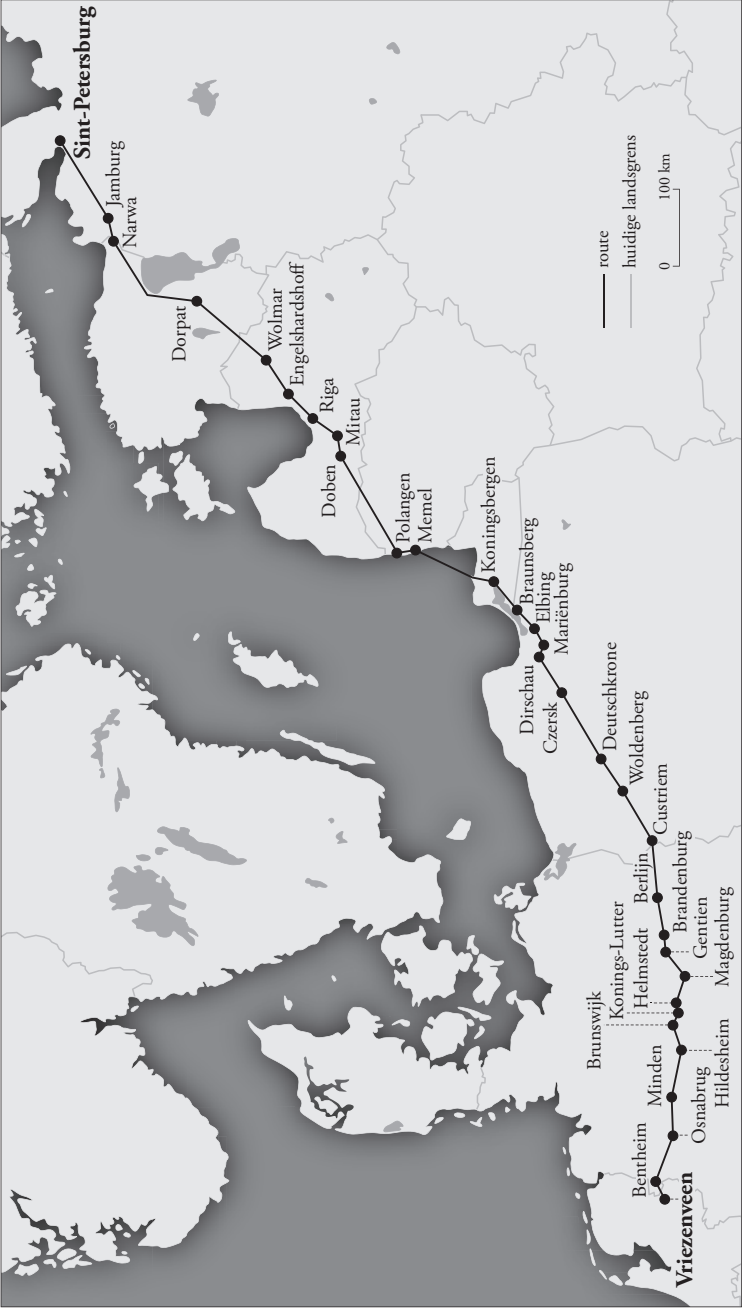 Sint-Petersburg
Jamburg
Narwa
Dorpat
Wolmar
Engelshardshoff
Riga
Mitau
Doben
Polangen
Memel
Koningsbergen
Braunsberg
Elbing
Mariënburg
Dirschau
Czersk
Deutschkrone
Woldenberg
Custriem
Berlijn
Brandenburg
Gentien
Magdenburg
Helmstedt
Konings-Lutter
Brunswijk
Hildesheim
Minden
Osnabrug
Bentheim
Vriezenveen
route
huidige landsgrens
0 100 km